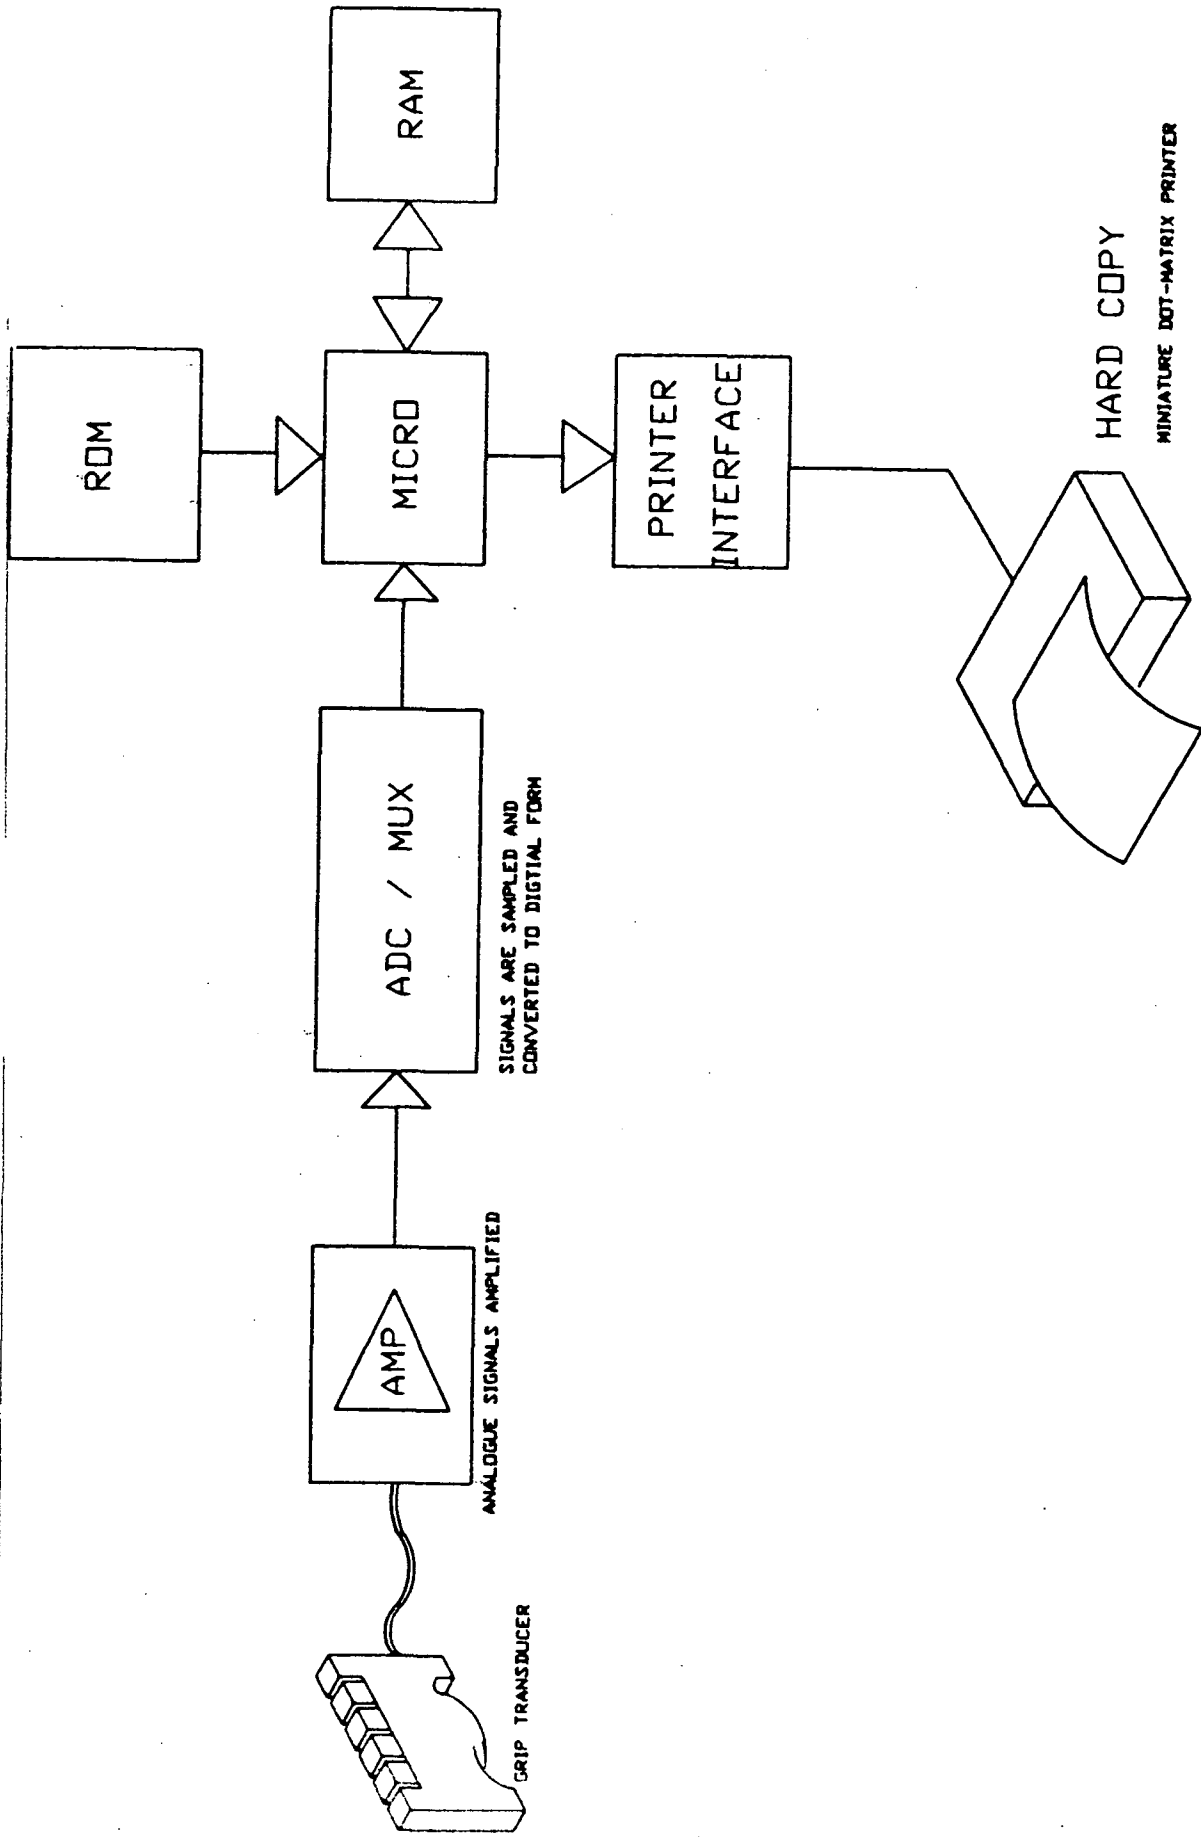 GRIP TRANSDUCER
AMP
ANALOGUE SIGNALS AMPLIFIED
ADC / MUX
SIGNALS ARE SAMPLED AND
CONVERTED TO DIGTIAL FORM
ROM
MICRO
RAM
PRINTER
INTERFACE
HARD COPY
MINIATURE DOT-MATRIX PRINTER